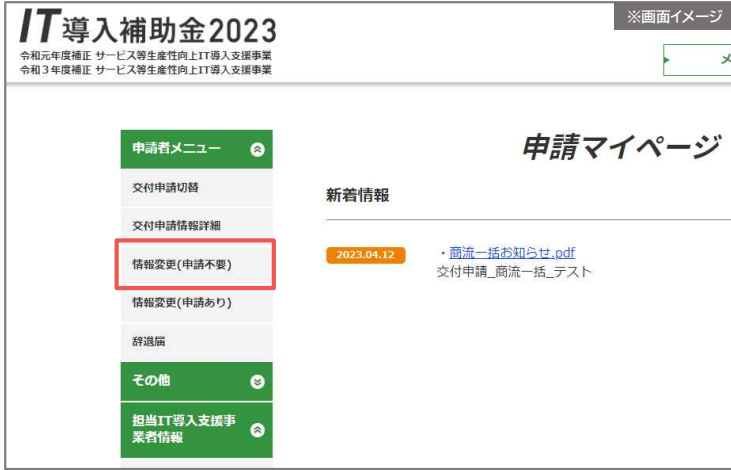 IT導入補助金2023
令和元年度補正 サービス等生産性向上IT導入支援事業
令和３年度補正 サービス等生産性向上IT導入支援事業
※画面イメージ
申請者メニュー
交付申請切替
交付申請情報詳細
情報変更(申請不要)
情報変更(申請あり)
辞退届
その他
担当IT導入支援事
業者情報
申請マイページ
新着情報
2023.04.12
・商流一括お知らせ.pdf
交付申請_商流一括_テスト